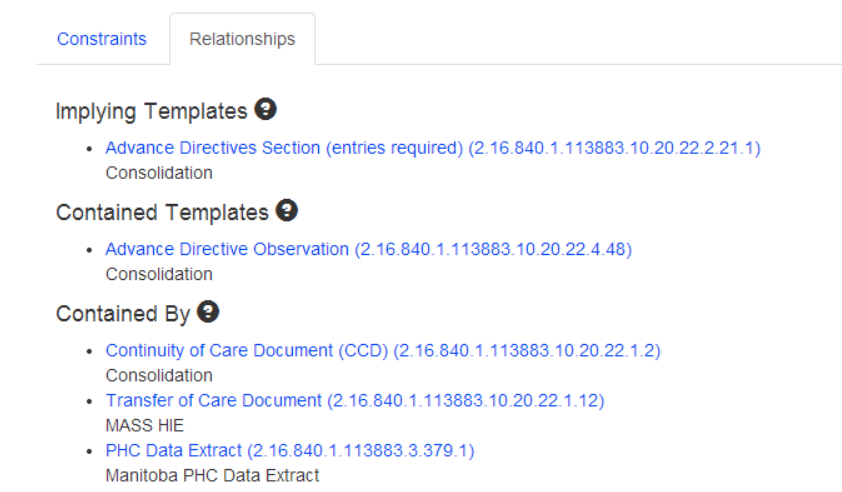 Constraints Relationships
Implying Templates
Advance Directives Section (entries required) (2.16.840.1.113883.10.20.22.2.21.1)
Consolidation
Contained Templates
Advance Directive Observation (2.16.840.1.113883.10.20.22.4.48)
Consolidation
Contained By
Continuity of Care Document (CCD) (2.16.840.1.113883.10.20.22.1.2)
Consolidation
Transfer of Care Document (2.16.840.1.113883.10.20.22.1.12)
MASS HIE
PHC Data Extract (2.16.840.1.113883.3.379.1)
Manitoba PHC Data Extract